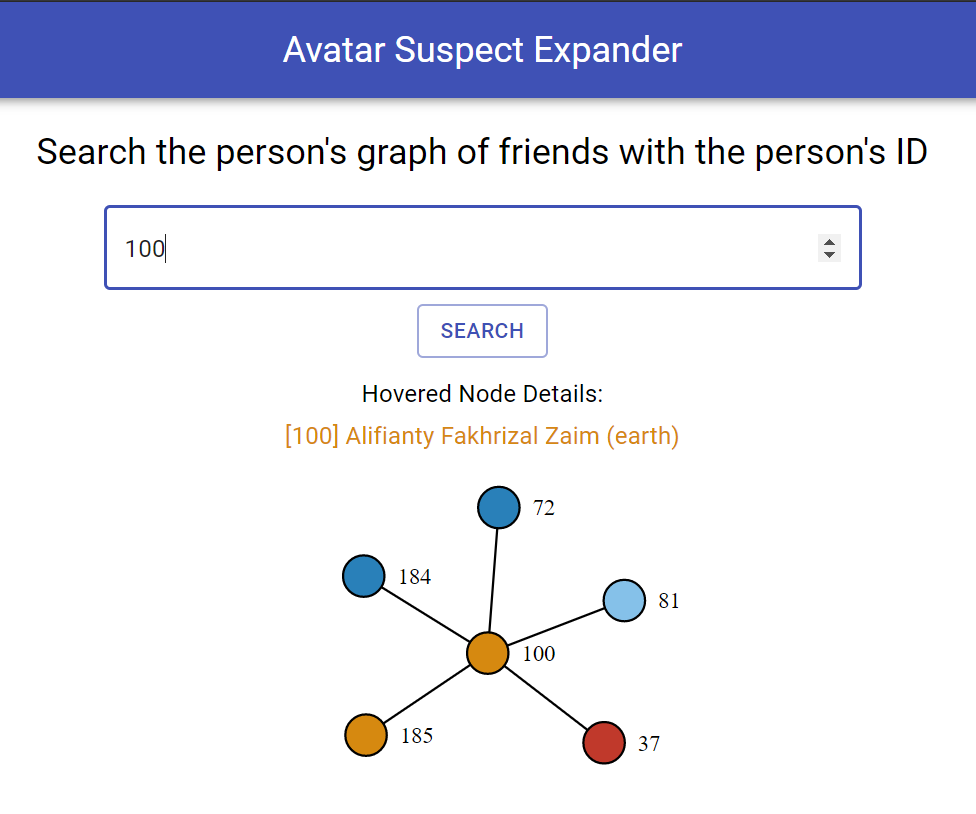 Avatar Suspect Expander
Search the person's graph of friends with the person's ID
100
SEARCH
Hovered Node Details:
[100] Alifianty Fakhrizal Zaim (earth)
72
184
81
100
185
37